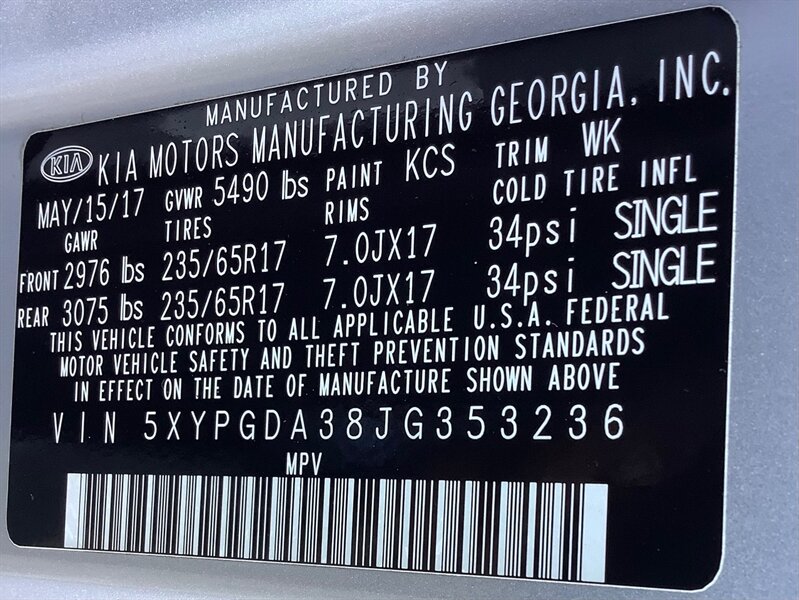 MANUFACTURED BY
KIA KIA MOTORS MANUFACTURING GEORGIA, INC.
MAY/15/17 GVWR 5490 lbs PAINT KCS TRIM WK
GAWR TIRES RIMS COLD TIRE INFL
FRONT 2976 lbs 235/65R17 7.0JX17 34psi SINGLE
REAR 3075 lbs 235/65R17 7.0JX17 34psi SINGLE
THIS VEHICLE CONFORMS TO ALL APPLICABLE U.S.A. FEDERAL
MOTOR VEHICLE SAFETY AND THEFT PREVENTION STANDARDS
IN EFFECT ON THE DATE OF MANUFACTURE SHOWN ABOVE
VIN 5XYPGDA38JG353236
MPV